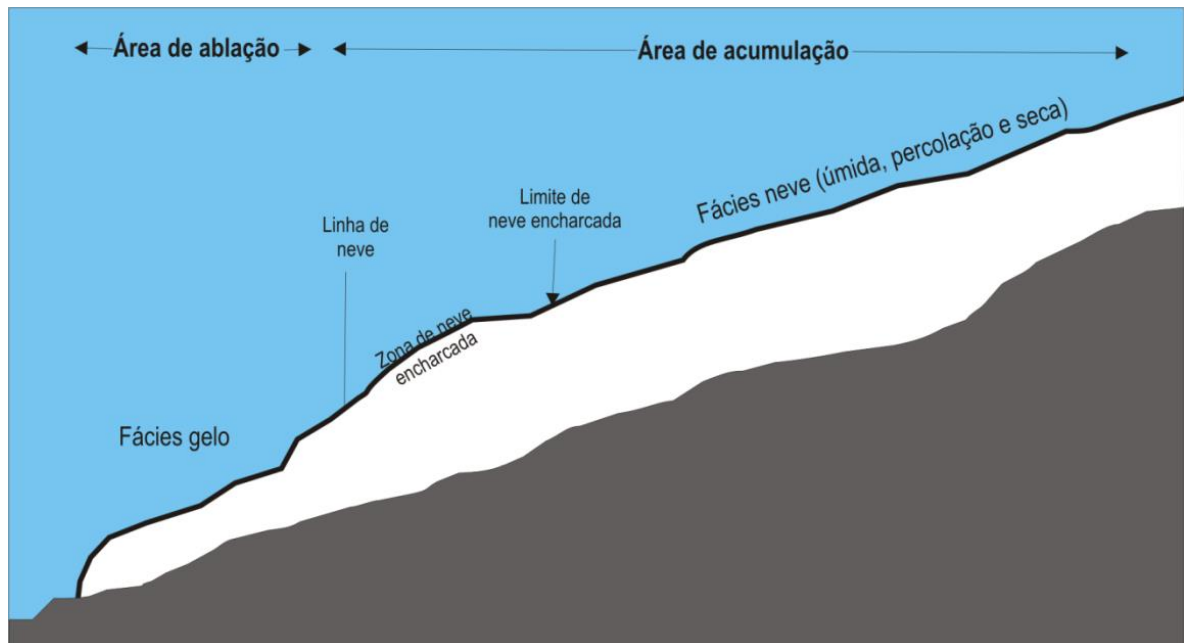 Área de ablação
Área de acumulação
Fácies neve (úmida, percolação e seca)
Limite de
neve encharcada
Linha de
neve
Zona de neve
encharcada
Fácies gelo